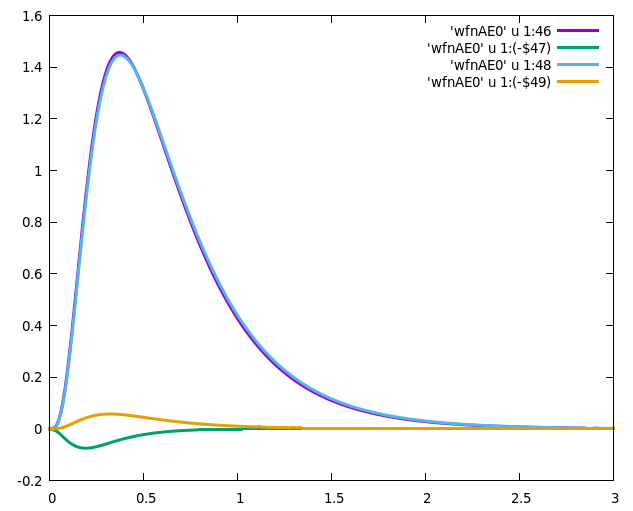 1.6
1.4
1.2
1
0.8
0.6
0.4
0.2
0
-0.2
0 0.5 1 1.5 2 2.5 3
'wfnAE0' u 1:46
'wfnAE0' u 1:(-$47)
'wfnAE0' u 1:48
'wfnAE0' u 1:(-$49)